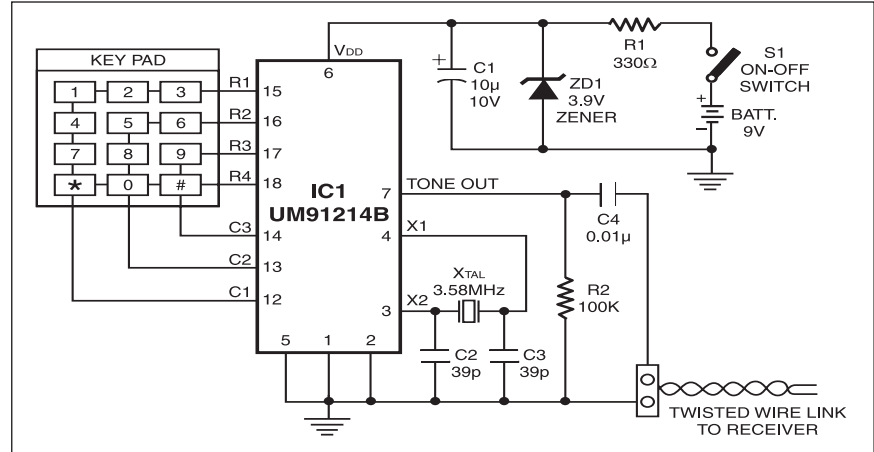 KEY PAD
1 2 3
4 5 6
7 8 9
* 0 #
R1
R2
R3
R4
C3
C2
C1
15
16
17
18
14
13
12
VDD
6
IC1
UM91214B
7
4
3
5 1 2
TONE OUT
X1
X2
XTAL
3.58MHz
C2
39p
C3
39p
+
C1
10µ
10V
ZD1
3.9V
ZENER
R1
330Ω
S1
ON-OFF
SWITCH
+
BATT.
9V
–
C4
0.01µ
R2
100K
TWISTED WIRE LINK
TO RECEIVER